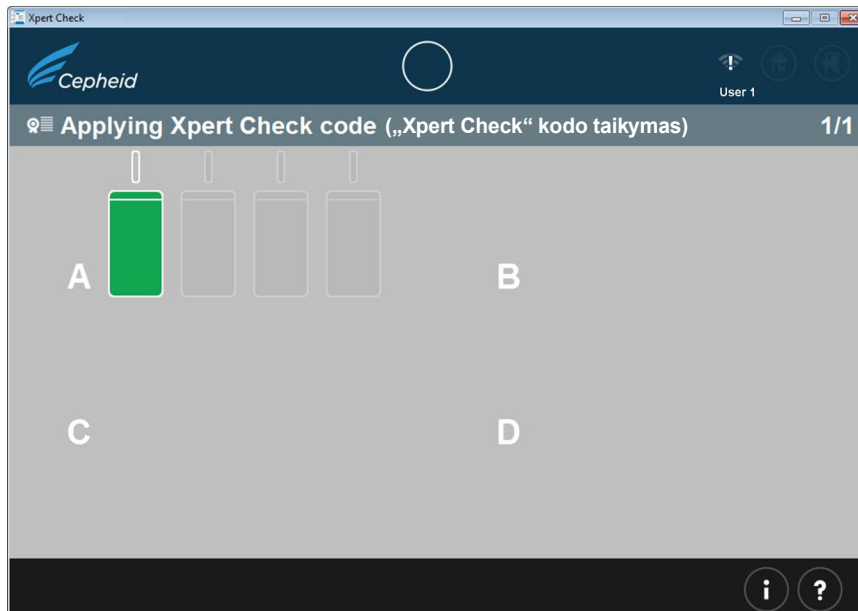 Xpert Check
Cepheid
User 1
Applying Xpert Check code („Xpert Check“ kodo taikymas) 1/1
A B
C D
i ?